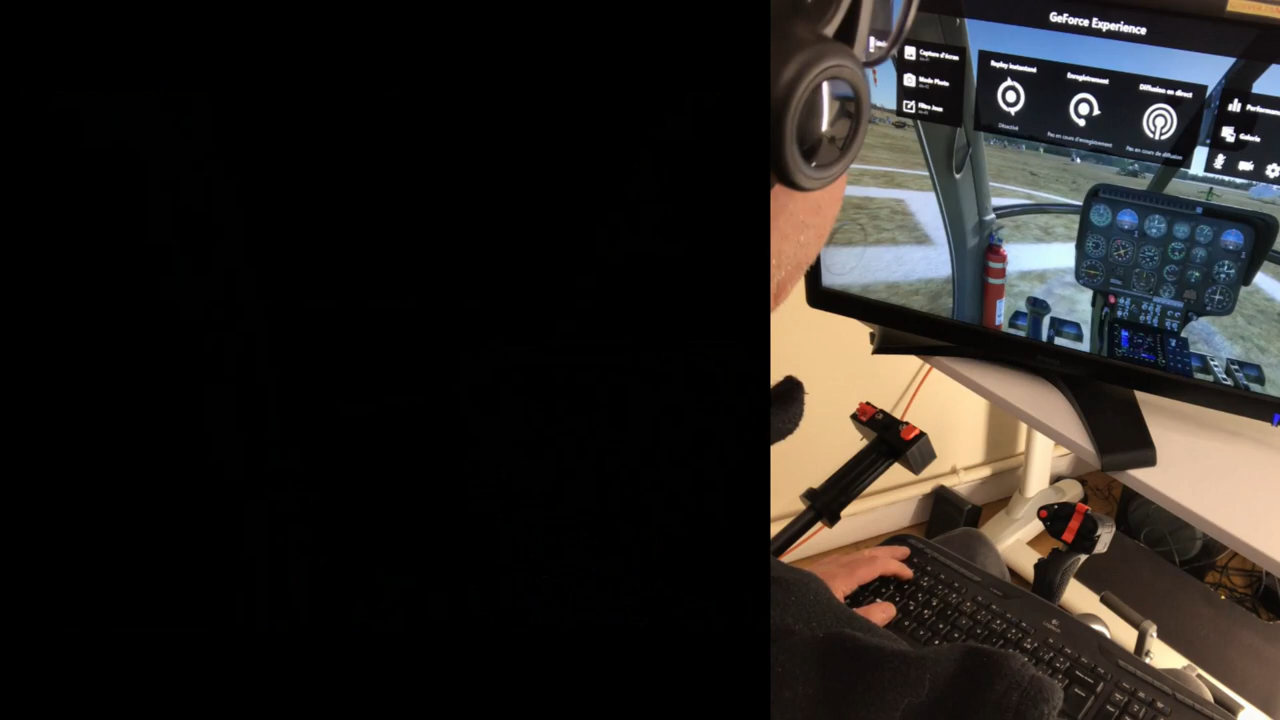 GeForce Experience
Capture d'écran
Mode Photo
Filtre Jeux
Replay instantané
Désactivé
Enregistrement
Pas en cours d'enregistrement
Diffusion en direct
Pas en cours de diffusion
Performance
Galerie